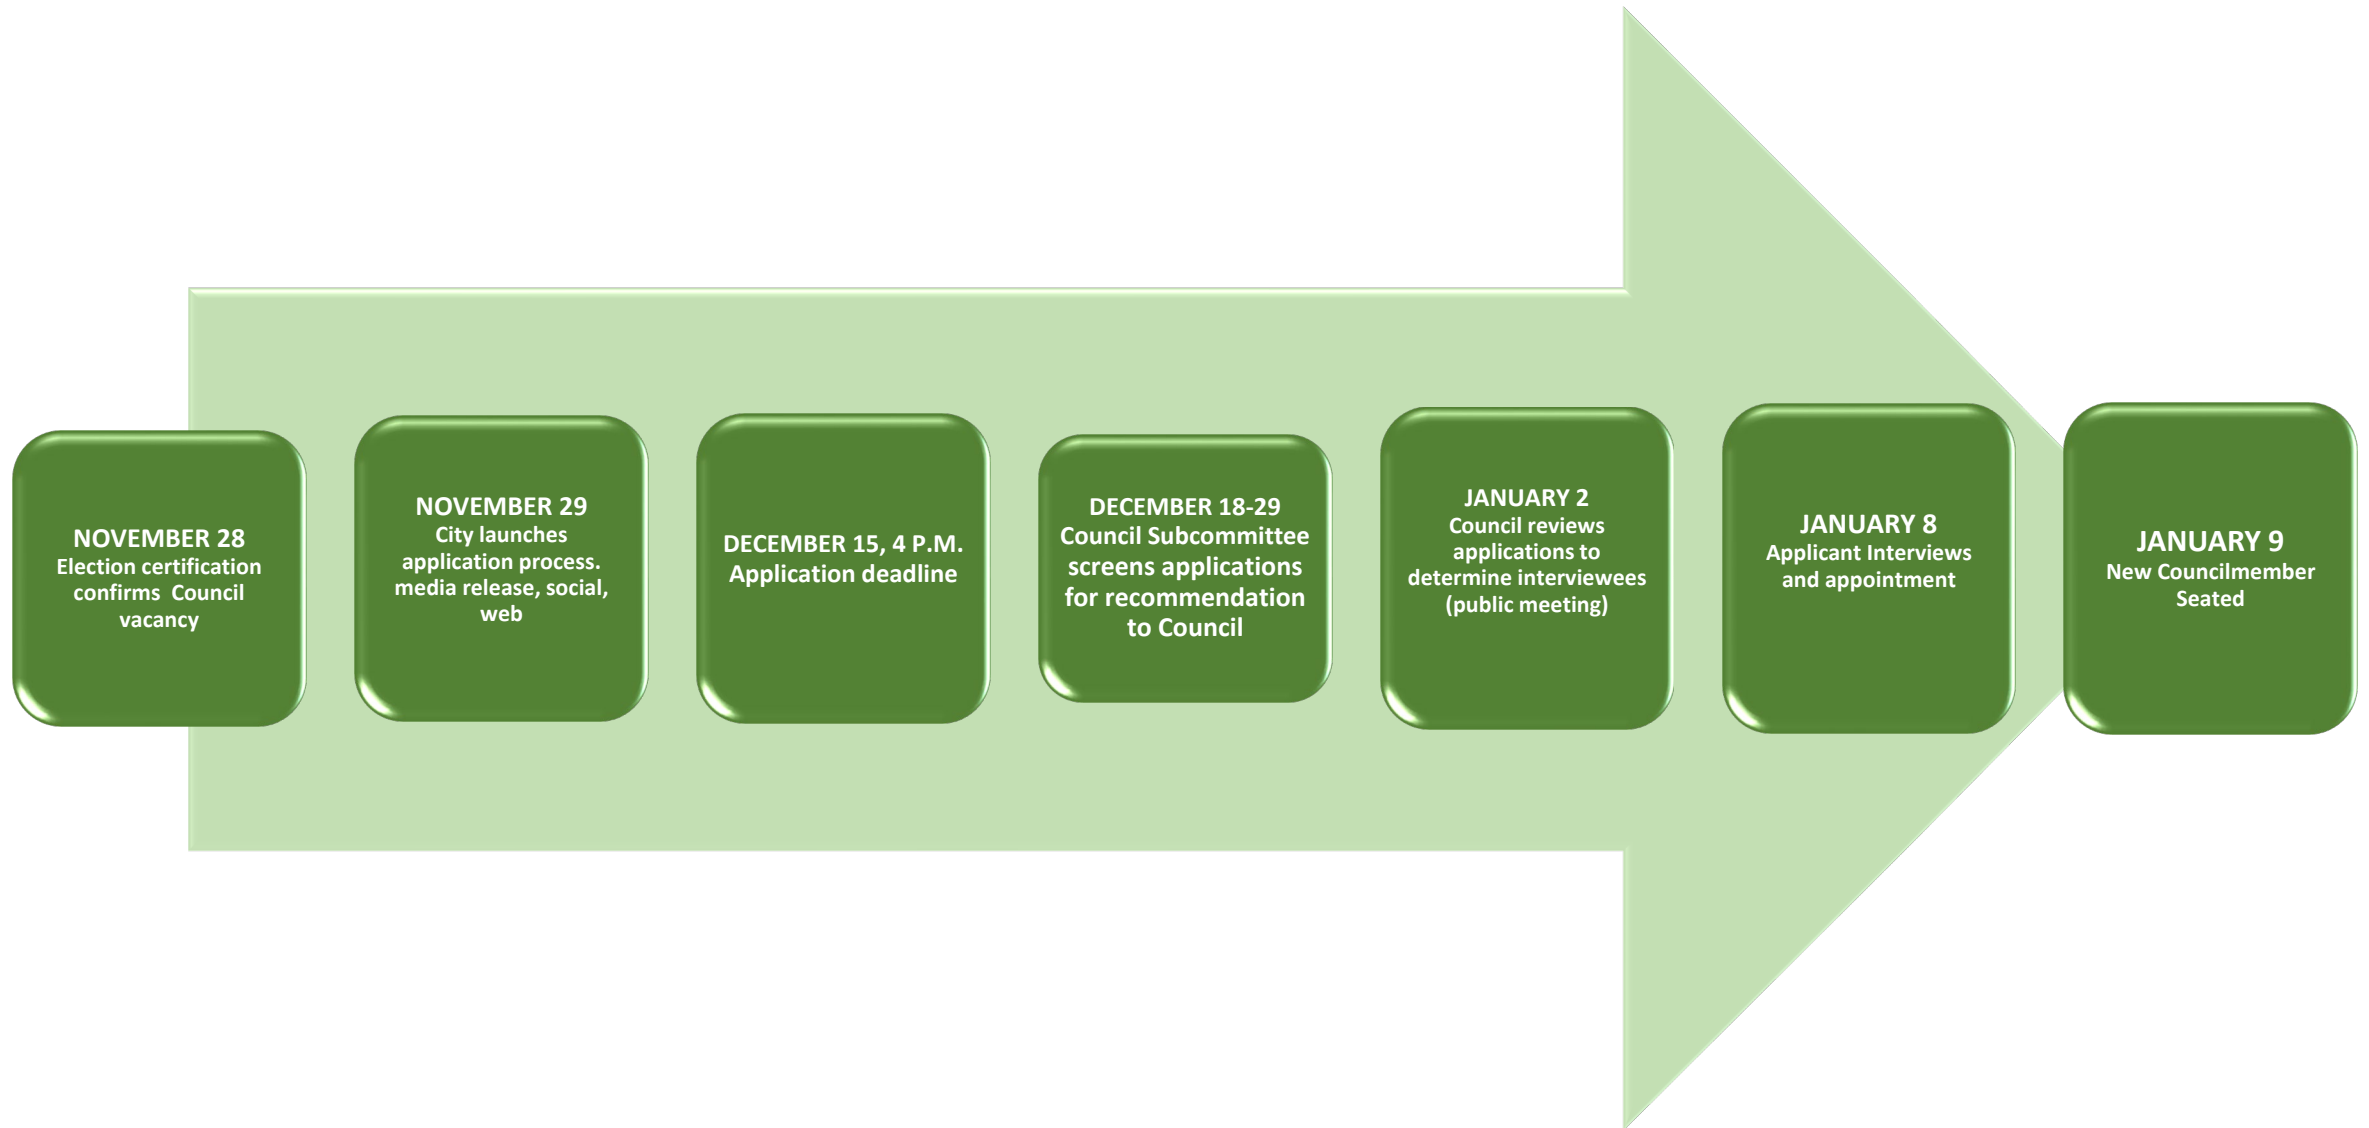 NOVEMBER 28
Election certification
confirms  Council
vacancy
NOVEMBER 29
City launches
application process.
media release, social,
web
DECEMBER 15, 4 P.M.
Application deadline
DECEMBER 18-29
Council Subcommittee
screens applications
for recommendation
to Council
JANUARY 2
Council reviews
applications to
determine interviewees
(public meeting)
JANUARY 8
Applicant Interviews
and appointment
JANUARY 9
New Councilmember
Seated